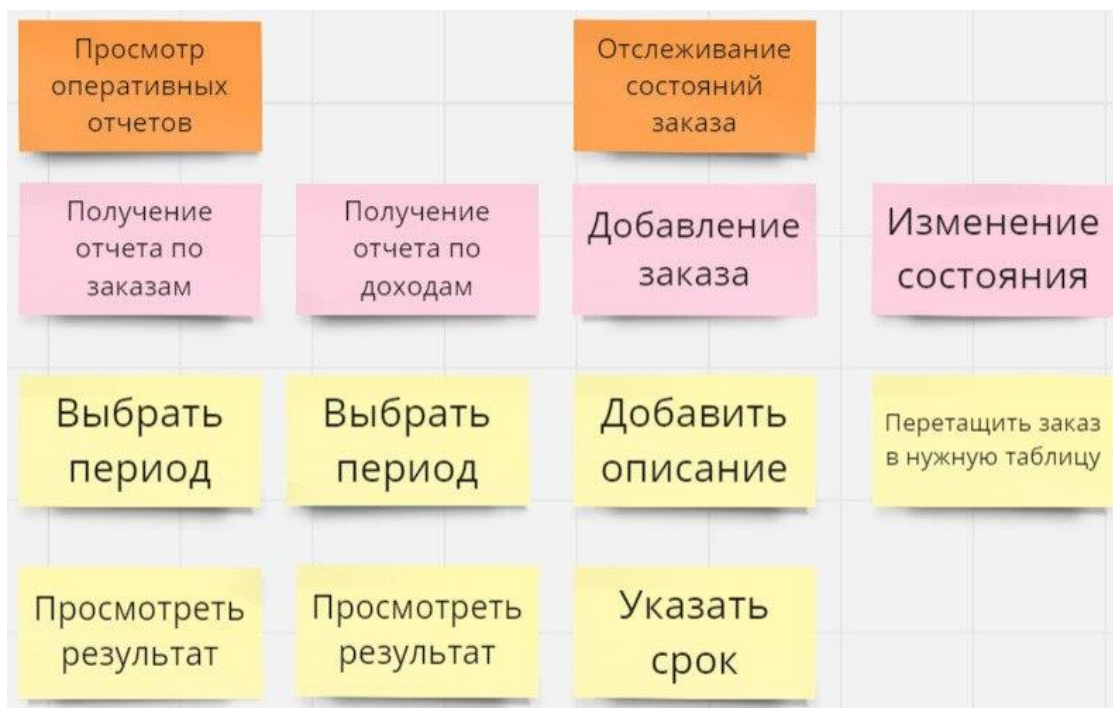 Просмотр
оперативных
отчетов
Отслеживание
состояний
заказа
Получение
отчета по
заказам
Получение
отчета по
доходам
Добавление
заказа
Изменение
состояния
Выбрать
период
Выбрать
период
Добавить
описание
Перетащить заказ
в нужную таблицу
Просмотреть
результат
Просмотреть
результат
Указать
срок